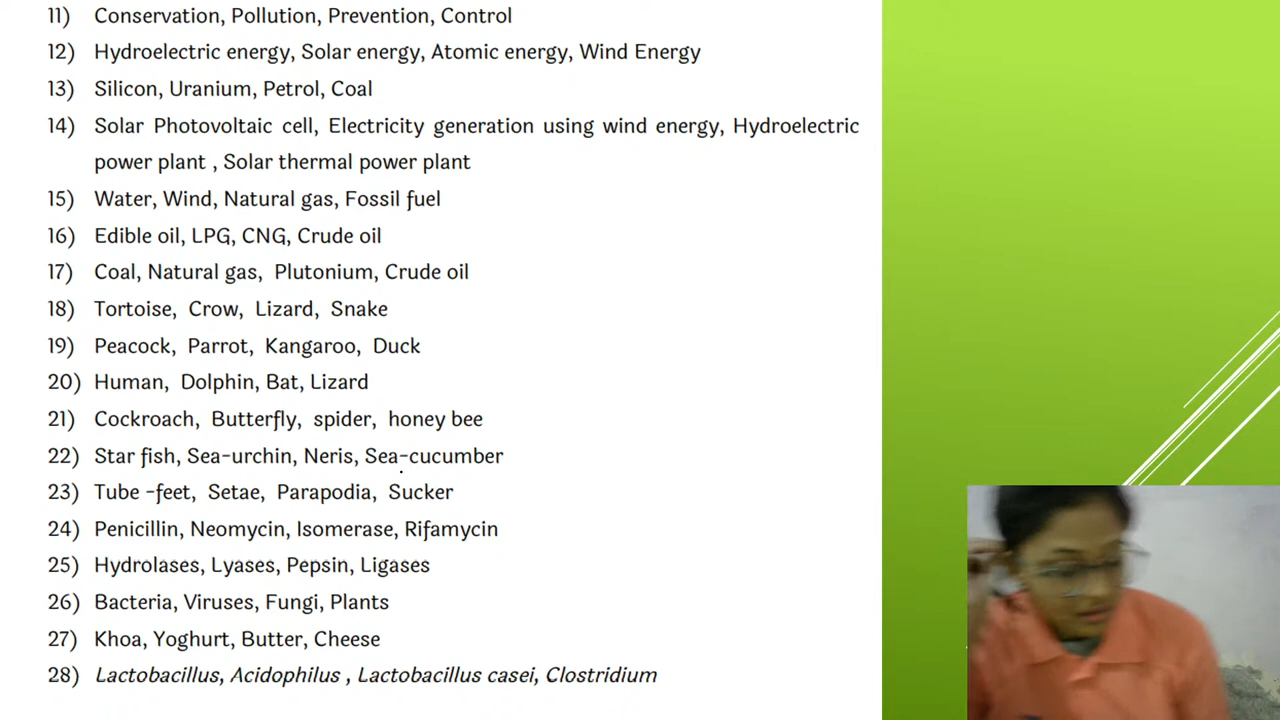 11) Conservation, Pollution, Prevention, Control
12) Hydroelectric energy, Solar energy, Atomic energy, Wind Energy
13) Silicon, Uranium, Petrol, Coal
14) Solar Photovoltaic cell, Electricity generation using wind energy, Hydroelectric
power plant , Solar thermal power plant
15) Water, Wind, Natural gas, Fossil fuel
16) Edible oil, LPG, CNG, Crude oil
17) Coal, Natural gas, Plutonium, Crude oil
18) Tortoise, Crow, Lizard, Snake
19) Peacock, Parrot, Kangaroo, Duck
20) Human, Dolphin, Bat, Lizard
21) Cockroach, Butterfly, spider, honey bee
22) Star fish, Sea-urchin, Neris, Sea-cucumber
23) Tube -feet, Setae, Parapodia, Sucker
24) Penicillin, Neomycin, Isomerase, Rifamycin
25) Hydrolases, Lyases, Pepsin, Ligases
26) Bacteria, Viruses, Fungi, Plants
27) Khoa, Yoghurt, Butter, Cheese
28) Lactobacillus, Acidophilus , Lactobacillus casei, Clostridium